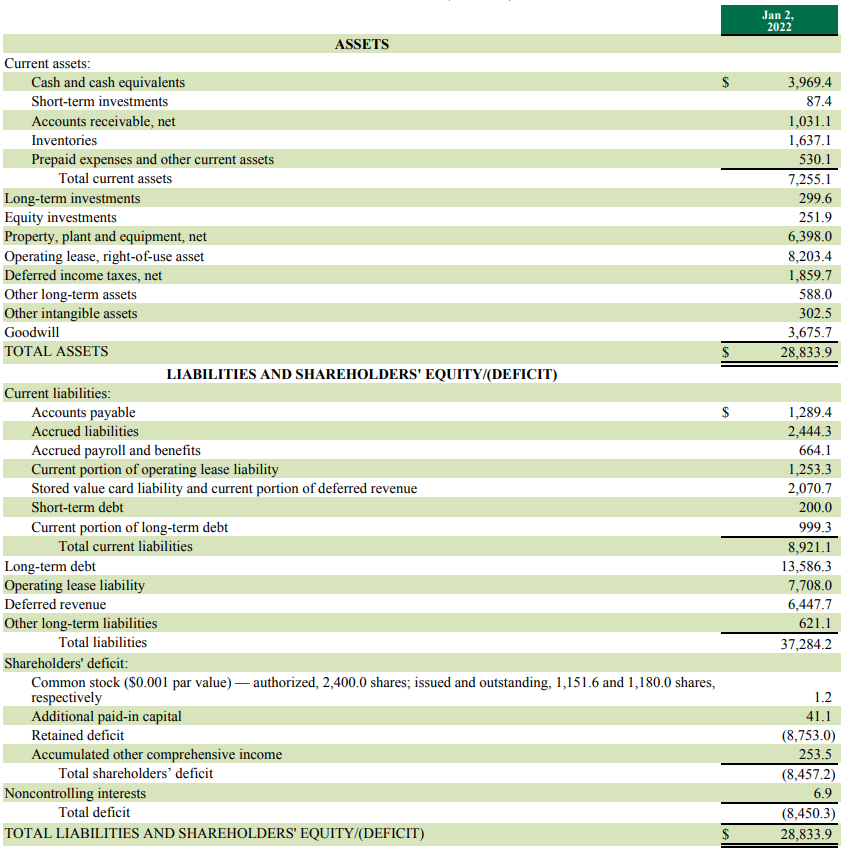 Jan 2,
2022
ASSETS
Current assets:
Cash and cash equivalents $ 3,969.4
Short-term investments 87.4
Accounts receivable, net 1,031.1
Inventories 1,637.1
Prepaid expenses and other current assets 530.1
Total current assets 7,255.1
Long-term investments 299.6
Equity investments 251.9
Property, plant and equipment, net 6,398.0
Operating lease, right-of-use asset 8,203.4
Deferred income taxes, net 1,859.7
Other long-term assets 588.0
Other intangible assets 302.5
Goodwill 3,675.7
TOTAL ASSETS $ 28,833.9
LIABILITIES AND SHAREHOLDERS' EQUITY/(DEFICIT)
Current liabilities:
Accounts payable $ 1,289.4
Accrued liabilities 2,444.3
Accrued payroll and benefits 664.1
Current portion of operating lease liability 1,253.3
Stored value card liability and current portion of deferred revenue 2,070.7
Short-term debt 200.0
Current portion of long-term debt 999.3
Total current liabilities 8,921.1
Long-term debt 13,586.3
Operating lease liability 7,708.0
Deferred revenue 6,447.7
Other long-term liabilities 621.1
Total liabilities 37,284.2
Shareholders' deficit:
Common stock ($0.001 par value) — authorized, 2,400.0 shares; issued and outstanding, 1,151.6 and 1,180.0 shares,
respectively 1.2
Additional paid-in capital 41.1
Retained deficit (8,753.0)
Accumulated other comprehensive income 253.5
Total shareholders’ deficit (8,457.2)
Noncontrolling interests 6.9
Total deficit (8,450.3)
TOTAL LIABILITIES AND SHAREHOLDERS' EQUITY/(DEFICIT) $ 28,833.9